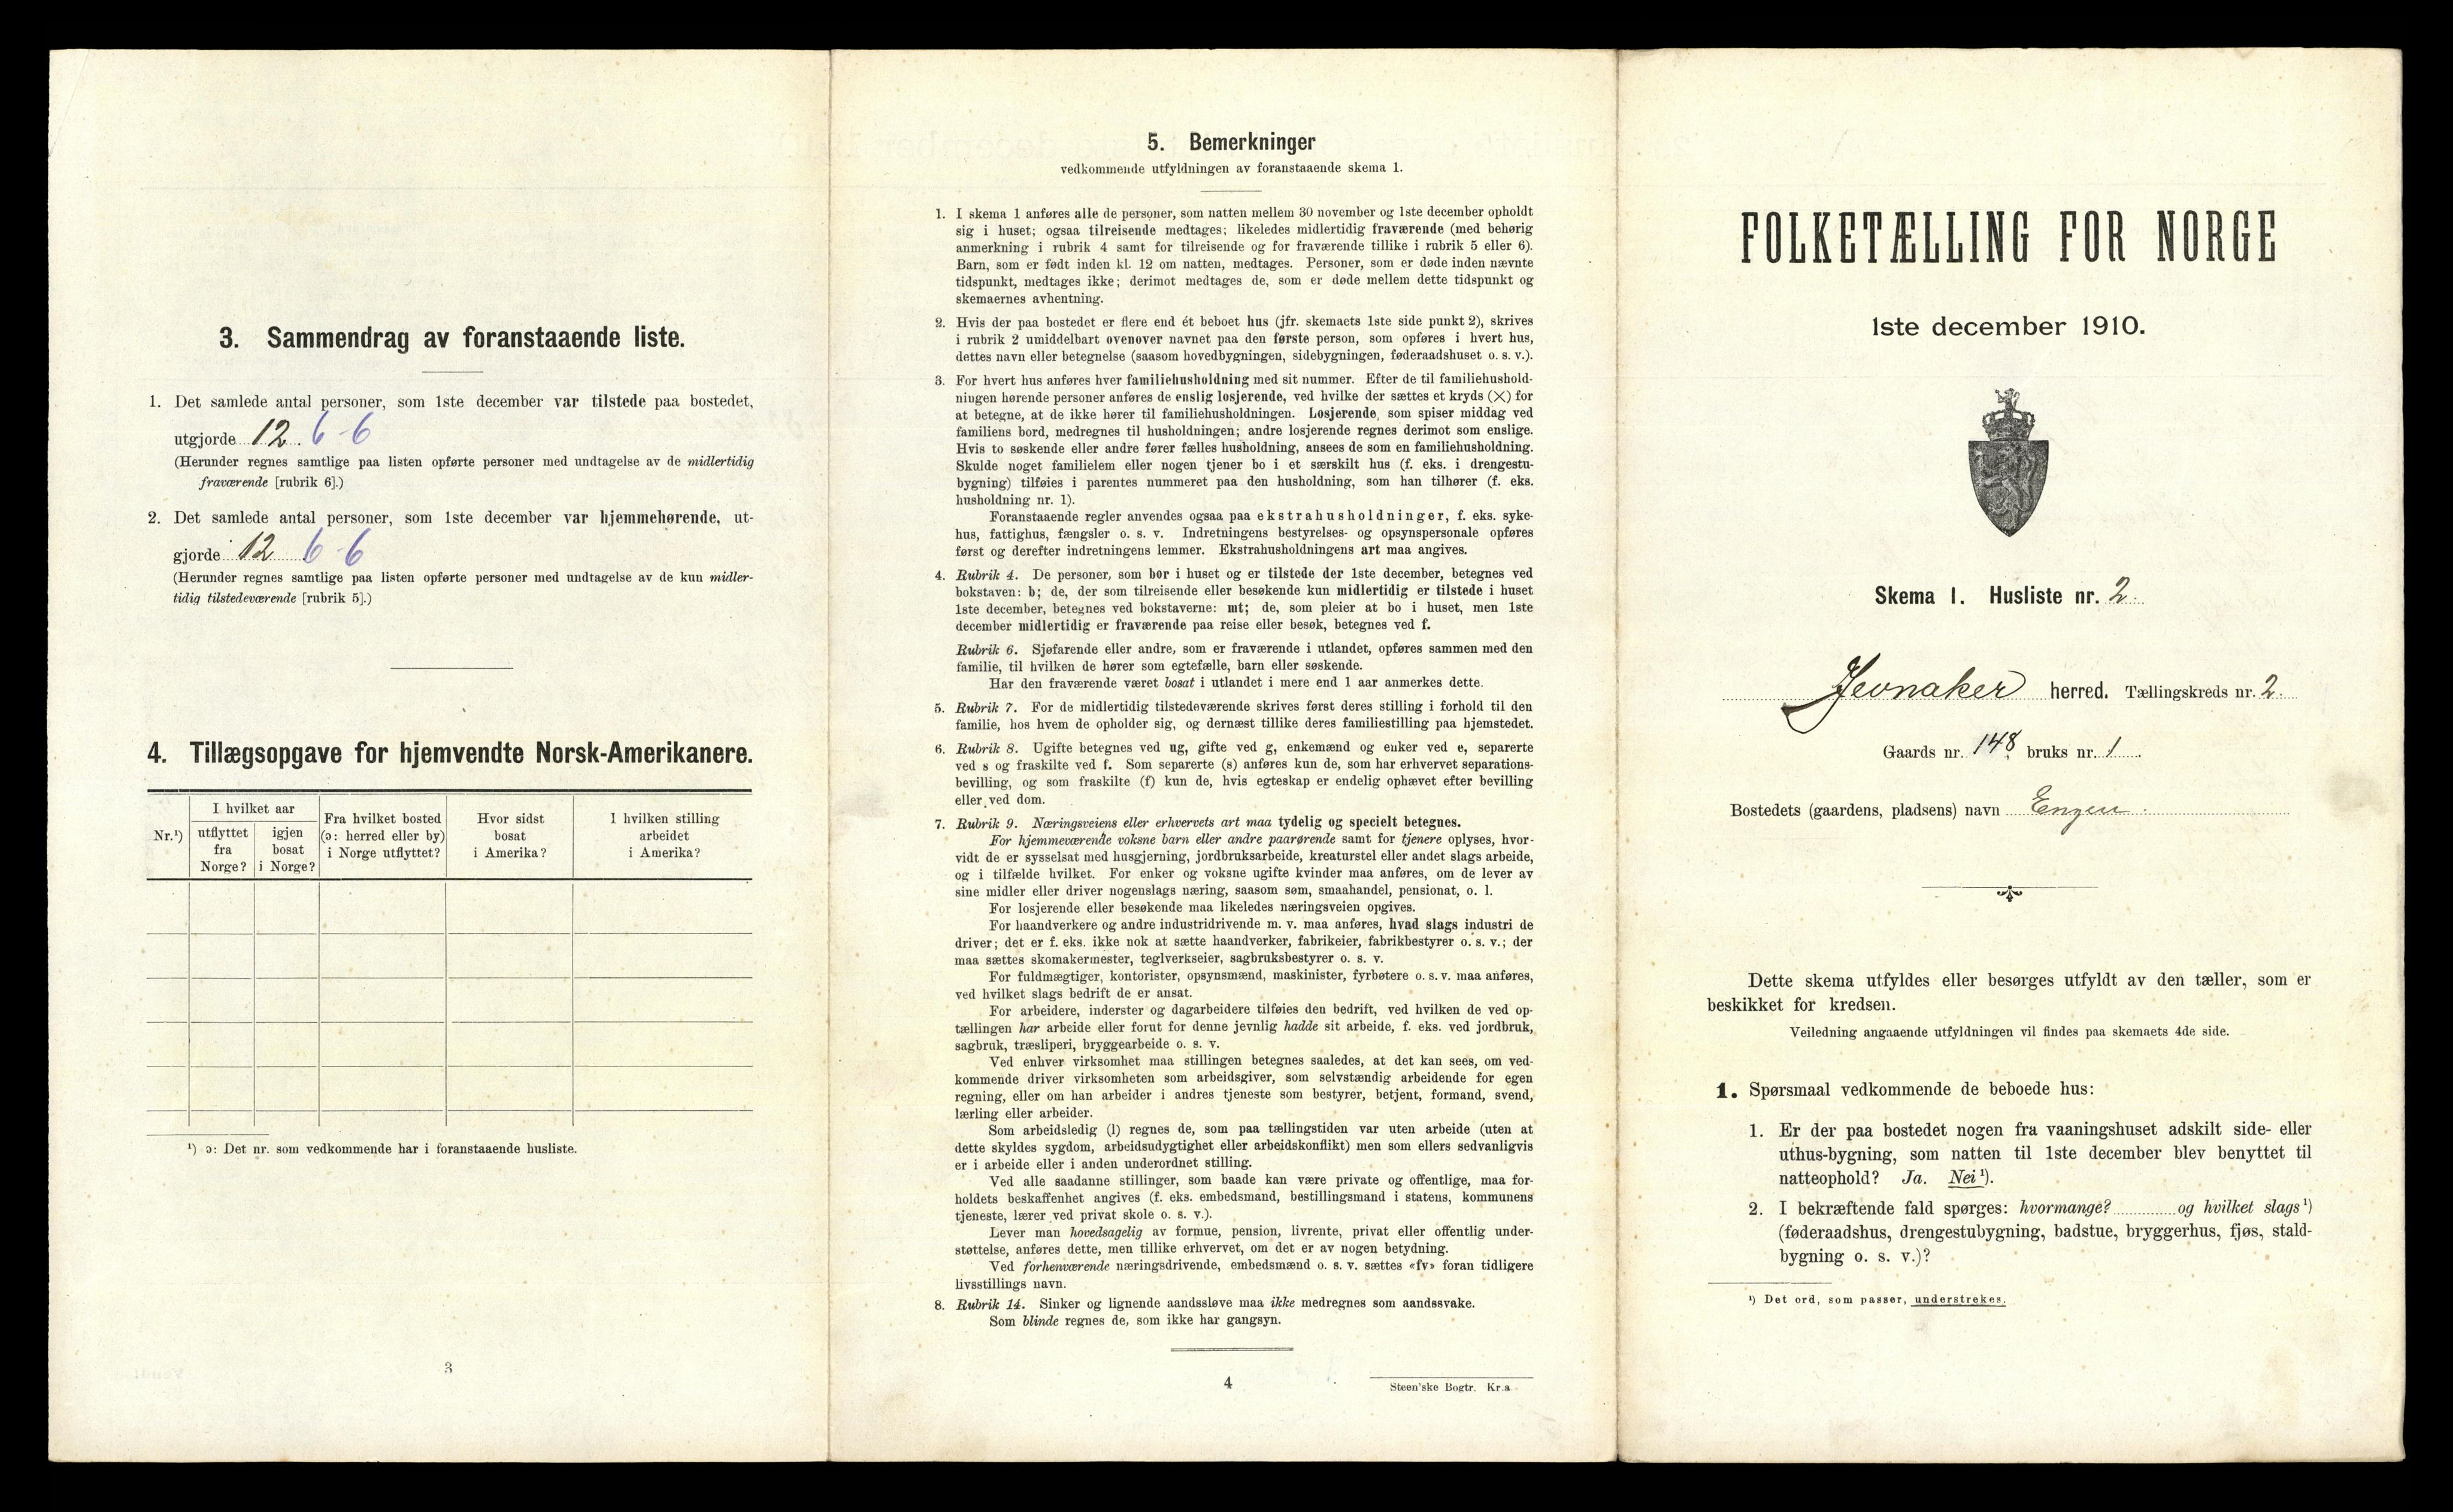 3. Sammendrag av foranstaaende liste.
1. Det samlede antal personer, som 1ste december var tilstede paa bostedet,
utgjorde 12. 6-6
(Herunder regnes samtlige paa listen opførte personer med undtagelse av de midlertidig
fraværende [rubrik 6].)
2. Det samlede antal personer, som 1ste december var hjemmehørende, ut-
gjorde 12 6-6
(Herunder regnes samtlige paa listen opførte personer med undtagelse av de kun midler-
tidig tilstedeværende [rubrik 5].)
4. Tillægsopgave for hjemvendte Norsk-Amerikanere.
Nr.¹)
I hvilket aar
utflyttet
fra
Norge?
igjen
bosat
i Norge?
Fra hvilket bosted
(ɔ: herred eller by)
i Norge utflyttet?
Hvor sidst
bosat
i Amerika?
I hvilken stilling
arbeidet
i Amerika?
¹) ɔ: Det nr. som vedkommende har i foranstaaende husliste.
3
5. Bemerkninger
vedkommende utfyldningen av foranstaaende skema 1.
1. I skema 1 anføres alle de personer, som natten mellem 30 november og 1ste december opholdt
sig i huset; ogsaa tilreisende medtages; likeledes midlertidig fraværende (med behørig
anmerkning i rubrik 4 samt for tilreisende og for fraværende tillike i rubrik 5 eller 6).
Barn, som er født inden kl. 12 om natten, medtages. Personer, som er døde inden nævnte
tidspunkt, medtages ikke; derimot medtages de, som er døde mellem dette tidspunkt og
skemaernes avhentning.
2. Hvis der paa bostedet er flere end ét beboet hus (jfr. skemaets 1ste side punkt 2), skrives
i rubrik 2 umiddelbart ovenover navnet paa den første person, som opføres i hvert hus,
dettes navn eller betegnelse (saasom hovedbygningen, sidebygningen, føderaadshuset o. s. v.).
3. For hvert hus anføres hver familiehusholdning med sit nummer. Efter de til familiehushold-
ningen hørende personer anføres de enslig losjerende, ved hvilke der sættes et kryds (×) for
at betegne, at de ikke hører til familiehusholdningen. Losjerende, som spiser middag ved
familiens bord, medregnes til husholdningen; andre losjerende regnes derimot som enslige.
Hvis to søskende eller andre fører fælles husholdning, ansees de som en familiehusholdning.
Skulde noget familielem eller nogen tjener bo i et særskilt hus (f. eks. i drengestu-
bygning) tilføies i parentes nummeret paa den husholdning, som han tilhører (f. eks.
husholdning nr. 1).
Foranstaaende regler anvendes ogsaa paa ekstrahusholdninger, f. eks. syke-
hus, fattighus, fængsler o. s. v. Indretningens bestyrelses- og opsynspersonale opføres
først og derefter indretningens lemmer. Ekstrahusholdningens art maa angives.
4. Rubrik 4. De personer, som bor i huset og er tilstede der 1ste december, betegnes ved
bokstaven: b; de, der som tilreisende eller besøkende kun midlertidig er tilstede i huset
1ste december, betegnes ved bokstaverne: mt; de, som pleier at bo i huset, men 1ste
december midlertidig er fraværende paa reise eller besøk, betegnes ved f.
Rubrik 6. Sjøfarende eller andre, som er fraværende i utlandet, opføres sammen med den
familie, til hvilken de hører som egtefælle, barn eller søskende.
Har den fraværende været bosat i utlandet i mere end 1 aar anmerkes dette.
5. Rubrik 7. For de midlertidig tilstedeværende skrives først deres stilling i forhold til den
familie, hos hvem de opholder sig, og dernæst tillike deres familiestilling paa hjemstedet.
6. Rubrik 8. Ugifte betegnes ved ug, gifte ved g, enkemænd og enker ved e, separerte
ved s og fraskilte ved f. Som separerte (s) anføres kun de, som har erhvervet separations-
bevilling, og som fraskilte (f) kun de, hvis egteskap er endelig ophævet efter bevilling
eller ved dom.
7. Rubrik 9. Næringsveiens eller erhvervets art maa tydelig og specielt betegnes.
For hjemmeværende voksne barn eller andre paarørende samt for tjenere oplyses, hvor-
vidt de er sysselsat med husgjerning, jordbruksarbeide, kreaturstel eller andet slags arbeide,
og i tilfælde hvilket. For enker og voksne ugifte kvinder maa anføres, om de lever av
sine midler eller driver nogenslags næring, saasom søm, smaahandel, pensionat, o. l.
For losjerende eller besøkende maa likeledes næringsveien opgives.
For haandverkere og andre industridrivende m. v. maa anføres, hvad slags industri de
driver; det er f. eks. ikke nok at sætte haandverker, fabrikeier, fabrikbestyrer o. s. v.; der
maa sættes skomakermester, teglverkseier, sagbruksbestyrer o. s. v.
For fuldmægtiger, kontorister, opsynsmænd, maskinister, fyrbøtere o. s. v. maa anføres,
ved hvilket slags bedrift de er ansat.
For arbeidere, inderster og dagarbeidere tilføies den bedrift, ved hvilken de ved op-
tællingen har arbeide eller forut for denne jevnlig hadde sit arbeide, f. eks. ved jordbruk,
sagbruk, træsliperi, bryggearbeide o. s. v.
Ved enhver virksomhet maa stillingen betegnes saaledes, at det kan sees, om ved-
kommende driver virksomheten som arbeidsgiver, som selvstændig arbeidende for egen
regning, eller om han arbeider i andres tjeneste som bestyrer, betjent, formand, svend,
lærling eller arbeider.
Som arbeidsledig (l) regnes de, som paa tællingstiden var uten arbeide (uten at
dette skyldes sygdom, arbeidsudygtighet eller arbeidskonflikt) men som ellers sedvanligvis
er i arbeide eller i anden underordnet stilling.
Ved alle saadanne stillinger, som baade kan være private og offentlige, maa for-
holdets beskaffenhet angives (f. eks. embedsmand, bestillingsmand i statens, kommunens
tjeneste, lærer ved privat skole o. s. v.).
Lever man hovedsagelig av formue, pension, livrente, privat eller offentlig under-
støttelse, anføres dette, men tillike erhvervet, om det er av nogen betydning.
Ved forhenværende næringsdrivende, embedsmænd o. s. v. sættes «fv» foran tidligere
livsstillings navn.
8. Rubrik 14. Sinker og lignende aandssløve maa ikke medregnes som aandssvake.
Som blinde regnes de, som ikke har gangsyn.
4
Steen'ske Bogtr. Kr.a
FOLKETÆLLING FOR NORGE
1ste december 1910.
Skema 1. Husliste nr. 2.
Jevnaker herred. Tællingskreds nr. 2.
Gaards nr. 148, bruks nr. 1
Bostedets (gaardens, pladsens) navn Engen.
Dette skema utfyldes eller besørges utfyldt av den tæller, som er
beskikket for kredsen.
Veiledning angaaende utfyldningen vil findes paa skemaets 4de side.
1. Spørsmaal vedkommende de beboede hus:
1. Er der paa bostedet nogen fra vaaningshuset adskilt side- eller
uthus-bygning, som natten til 1ste december blev benyttet til
natteophold? Ja. Nei ¹).
2. I bekræftende fald spørges: hvormange? og hvilket slags ¹)
(føderaadshus, drengestubygning, badstue, bryggerhus, fjøs, stald-
bygning o. s. v.)?
¹) Det ord, som passer, understrekes.